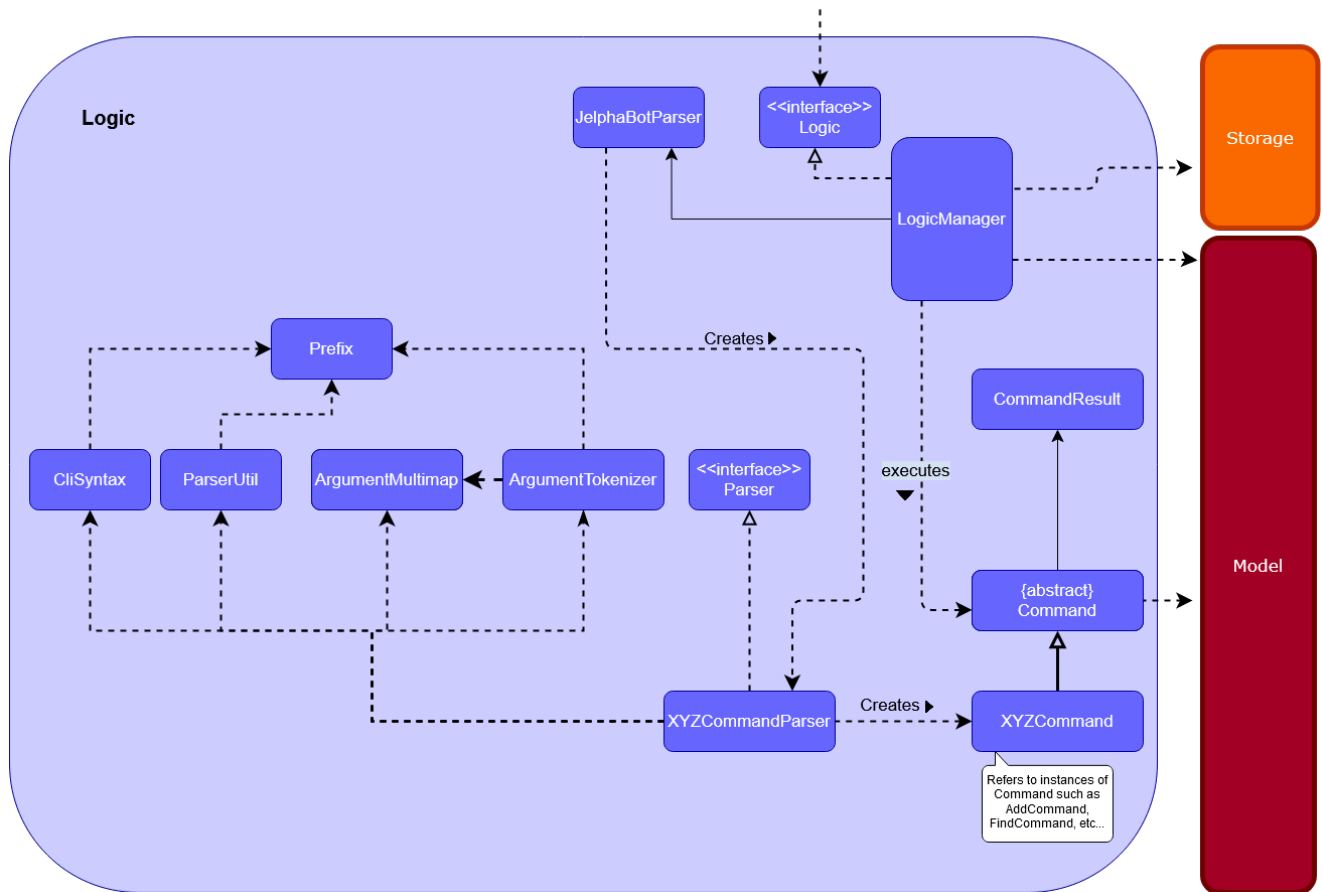 Logic
JelphaBotParser
<<interface>>
Logic
LogicManager
Storage
Model
Creates
Prefix
CommandResult
CliSyntax
ParserUtil
ArgumentMultimap
ArgumentTokenizer
<<interface>>
Parser
executes
{abstract}
Command
XYZCommandParser
Creates
XYZCommand
Refers to instances of
Command such as
AddCommand,
FindCommand, etc...